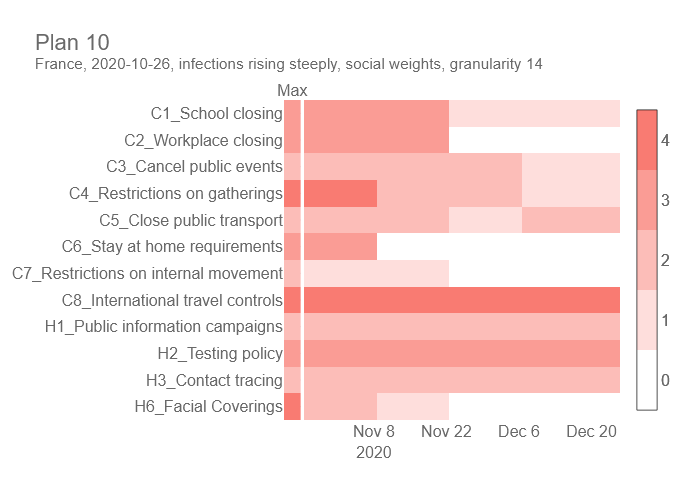 Plan 10
France, 2020-10-26, infections rising steeply, social weights, granularity 14
Max
C1_School closing
C2_Workplace closing
C3_Cancel public events
C4_Restrictions on gatherings
C5_Close public transport
C6_Stay at home requirements
C7_Restrictions on internal movement
C8_International travel controls
H1_Public information campaigns
H2_Testing policy
H3_Contact tracing
H6_Facial Coverings
4
3
2
1
0
Nov 8 Nov 22 Dec 6 Dec 20
2020